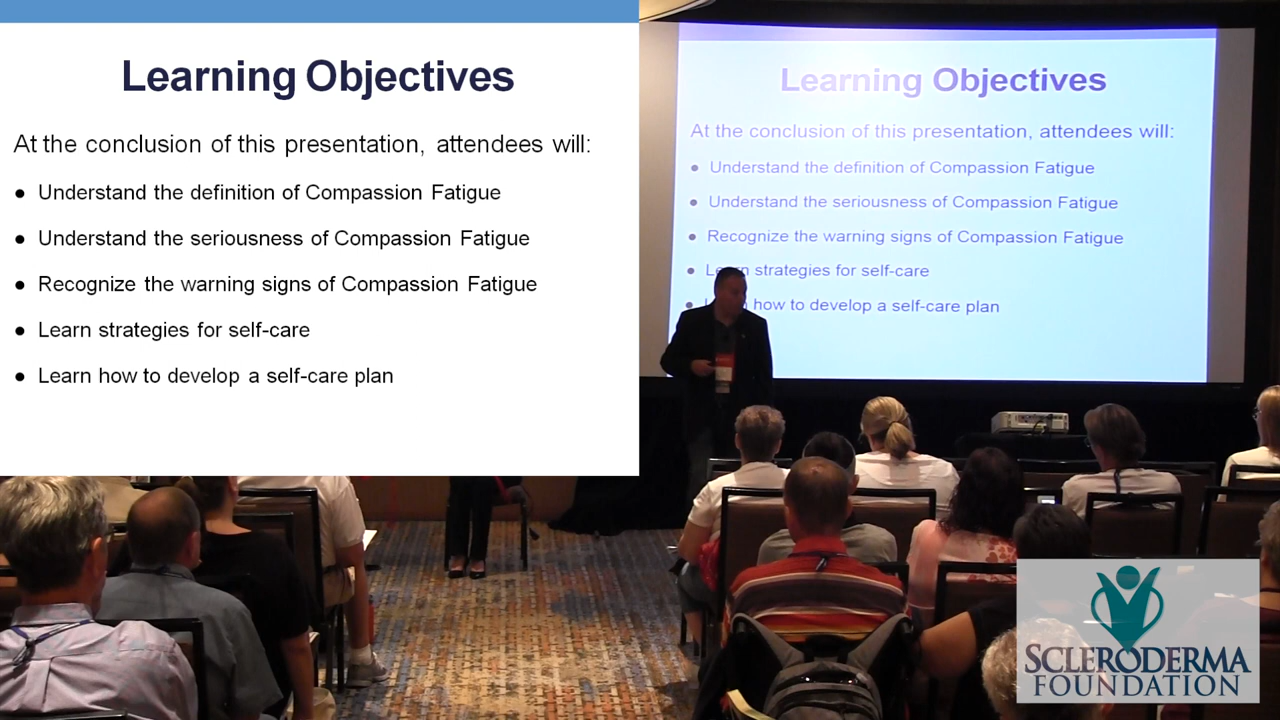 Learning Objectives
At the conclusion of this presentation, attendees will:
● Understand the definition of Compassion Fatigue
● Understand the seriousness of Compassion Fatigue
● Recognize the warning signs of Compassion Fatigue
● Learn strategies for self-care
● Learn how to develop a self-care plan
Learning Objectives
At the conclusion of this presentation, attendees will:
● Understand the definition of Compassion Fatigue
● Understand the seriousness of Compassion Fatigue
● Recognize the warning signs of Compassion Fatigue
● Learn strategies for self-care
● how to develop a self-care plan
SCLERODERMA
FOUNDATION